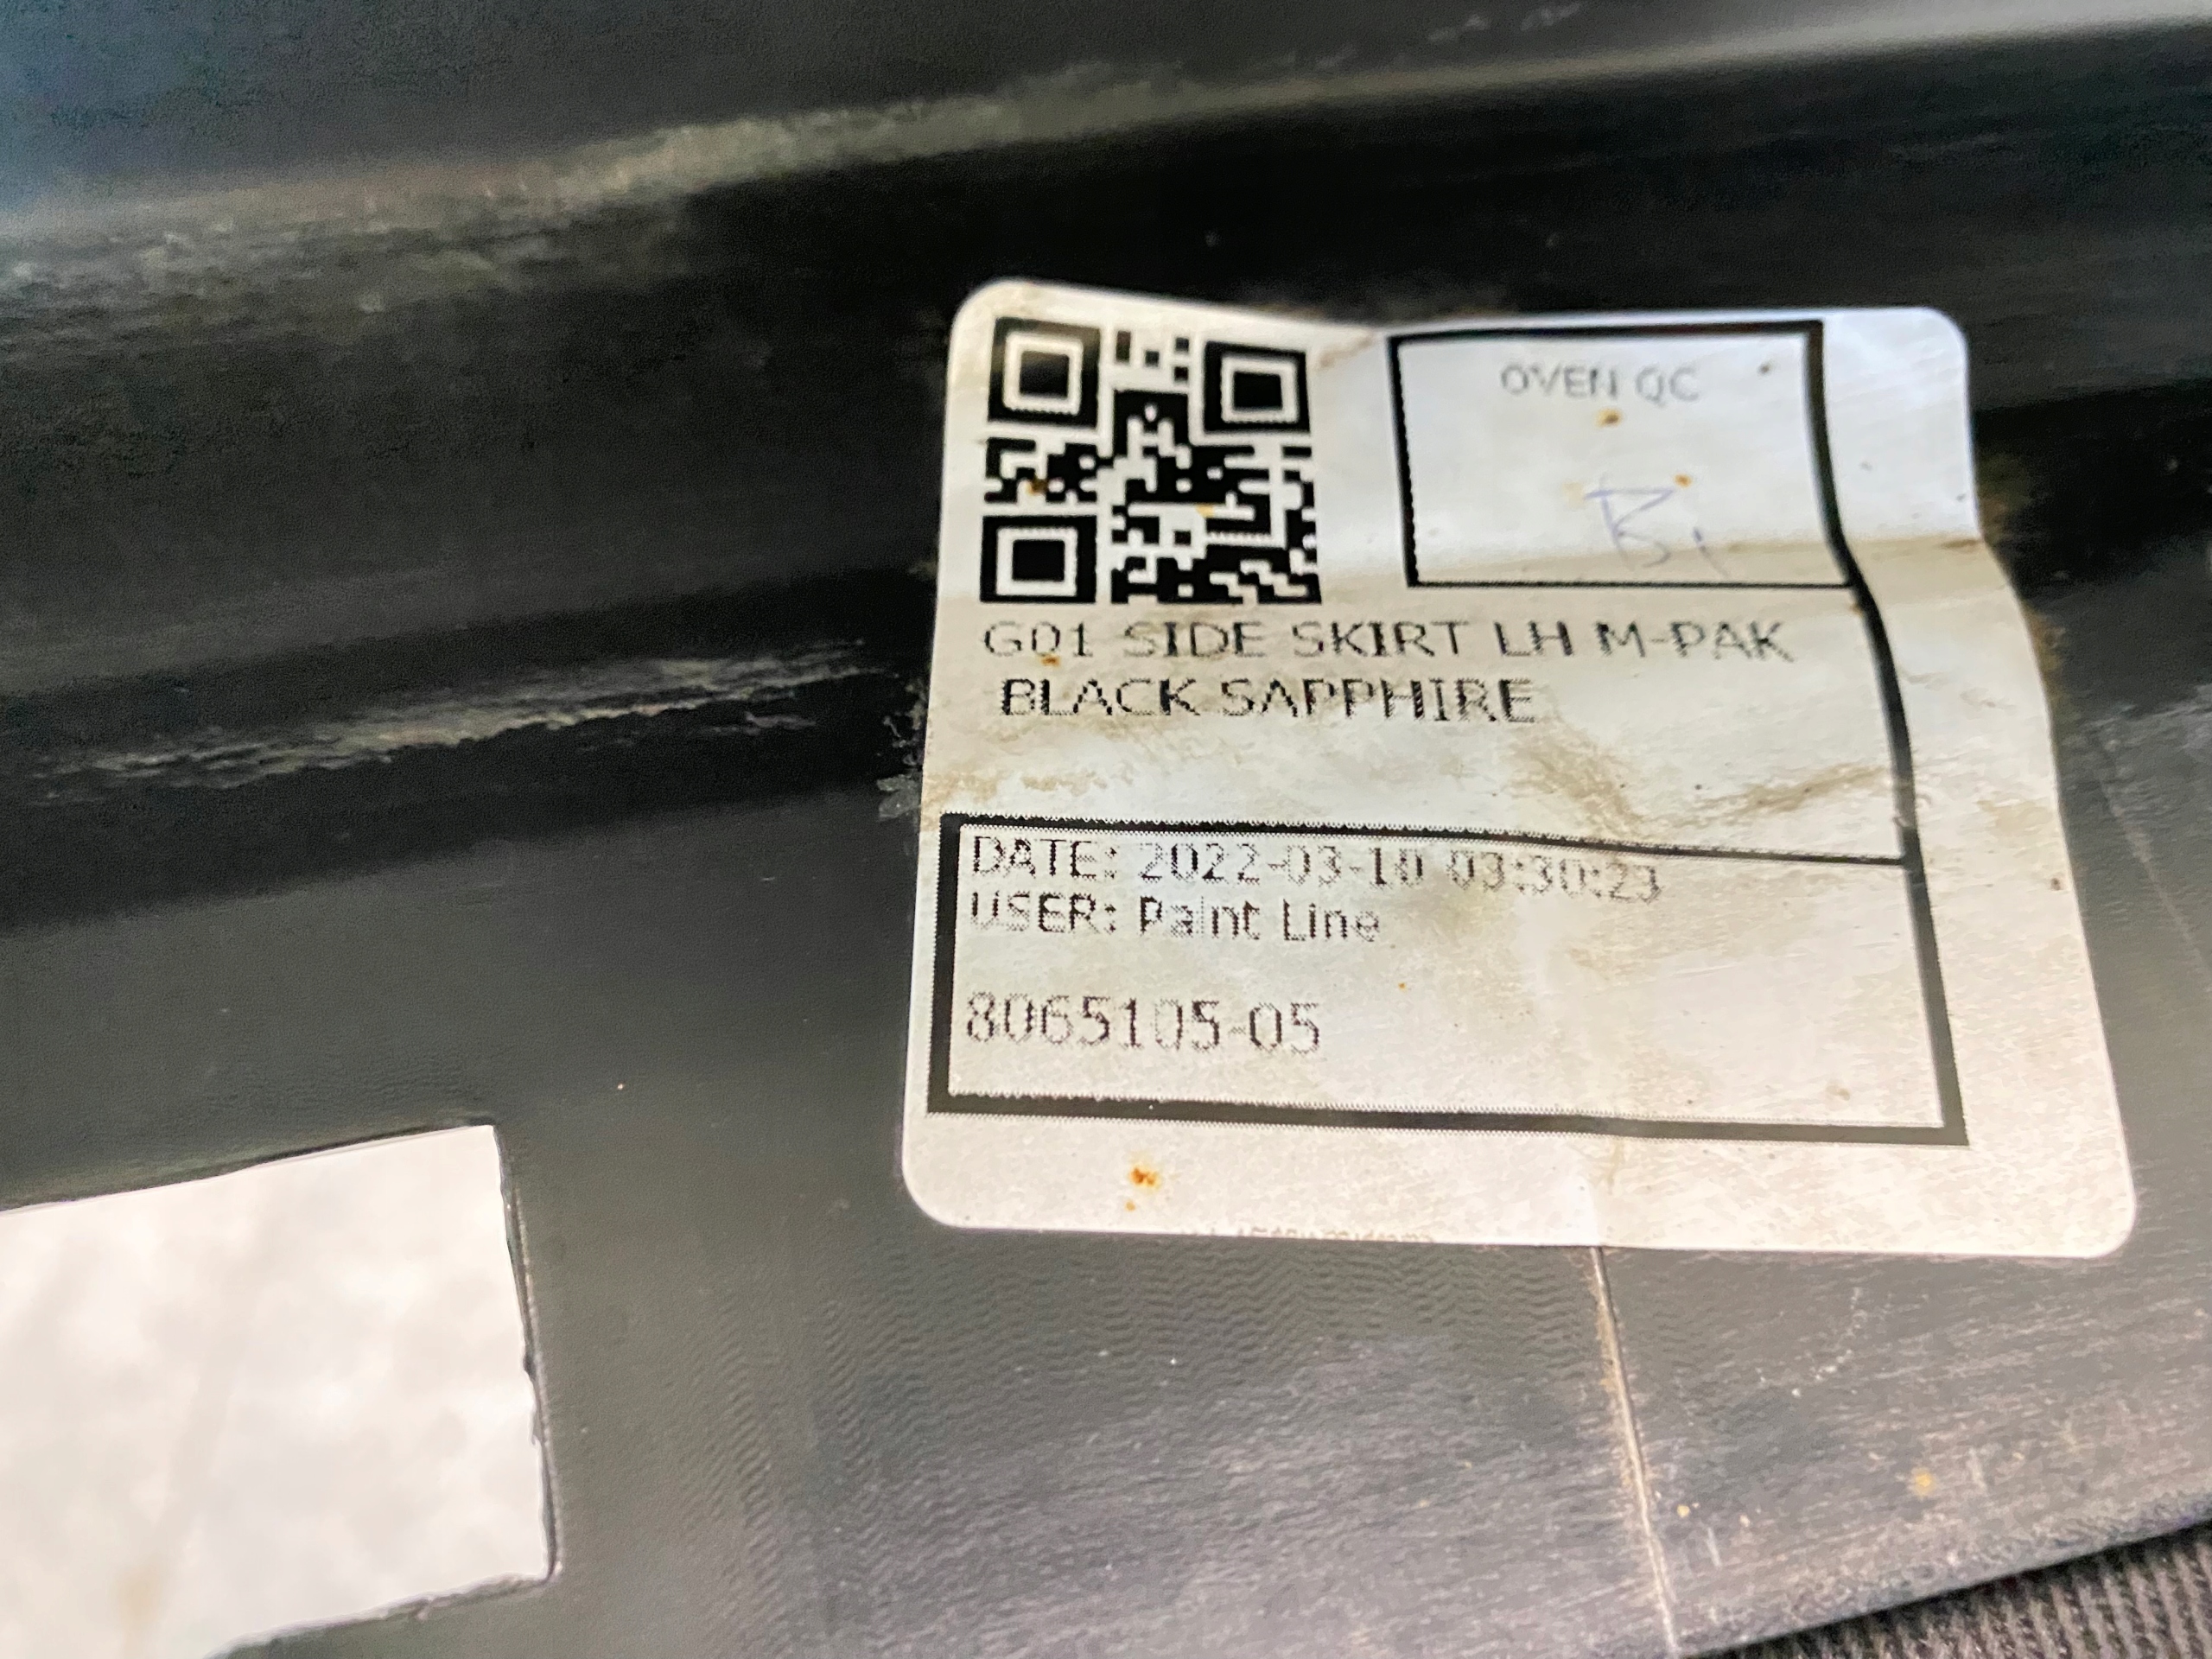 OVEN QC
G01 SIDE SKIRT LH M-PAK
BLACK SAPPHIRE
DATE: 2022-03-10 03:30:23
USER: Paint Line
8065105-05